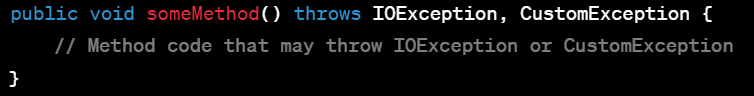 public void someMethod() throws IOException, CustomException {
    // Method code that may throw IOException or CustomException
}